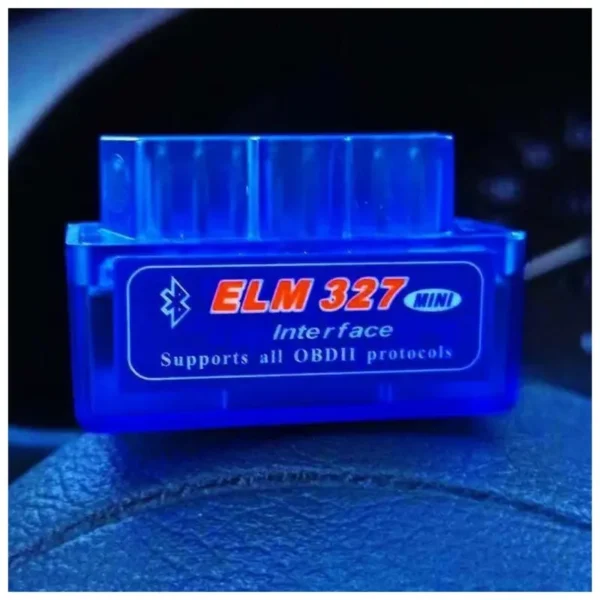 ELM 327 MINI
Interface
Supports all OBDII protocols